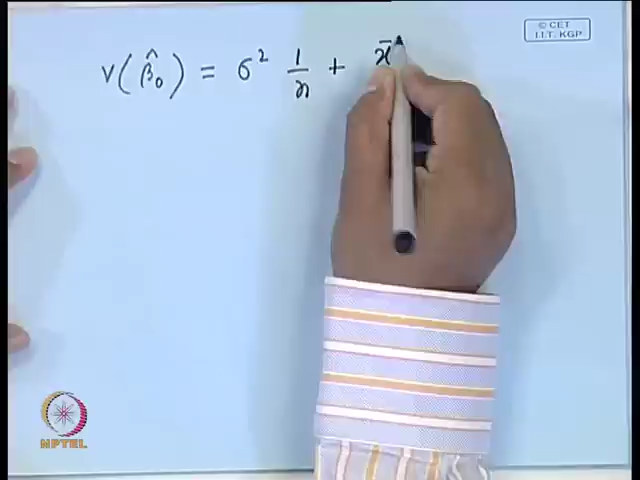 © CET
I.I.T. KGP
V(β̂₀) = σ² 1/n + x̄
NPTEL